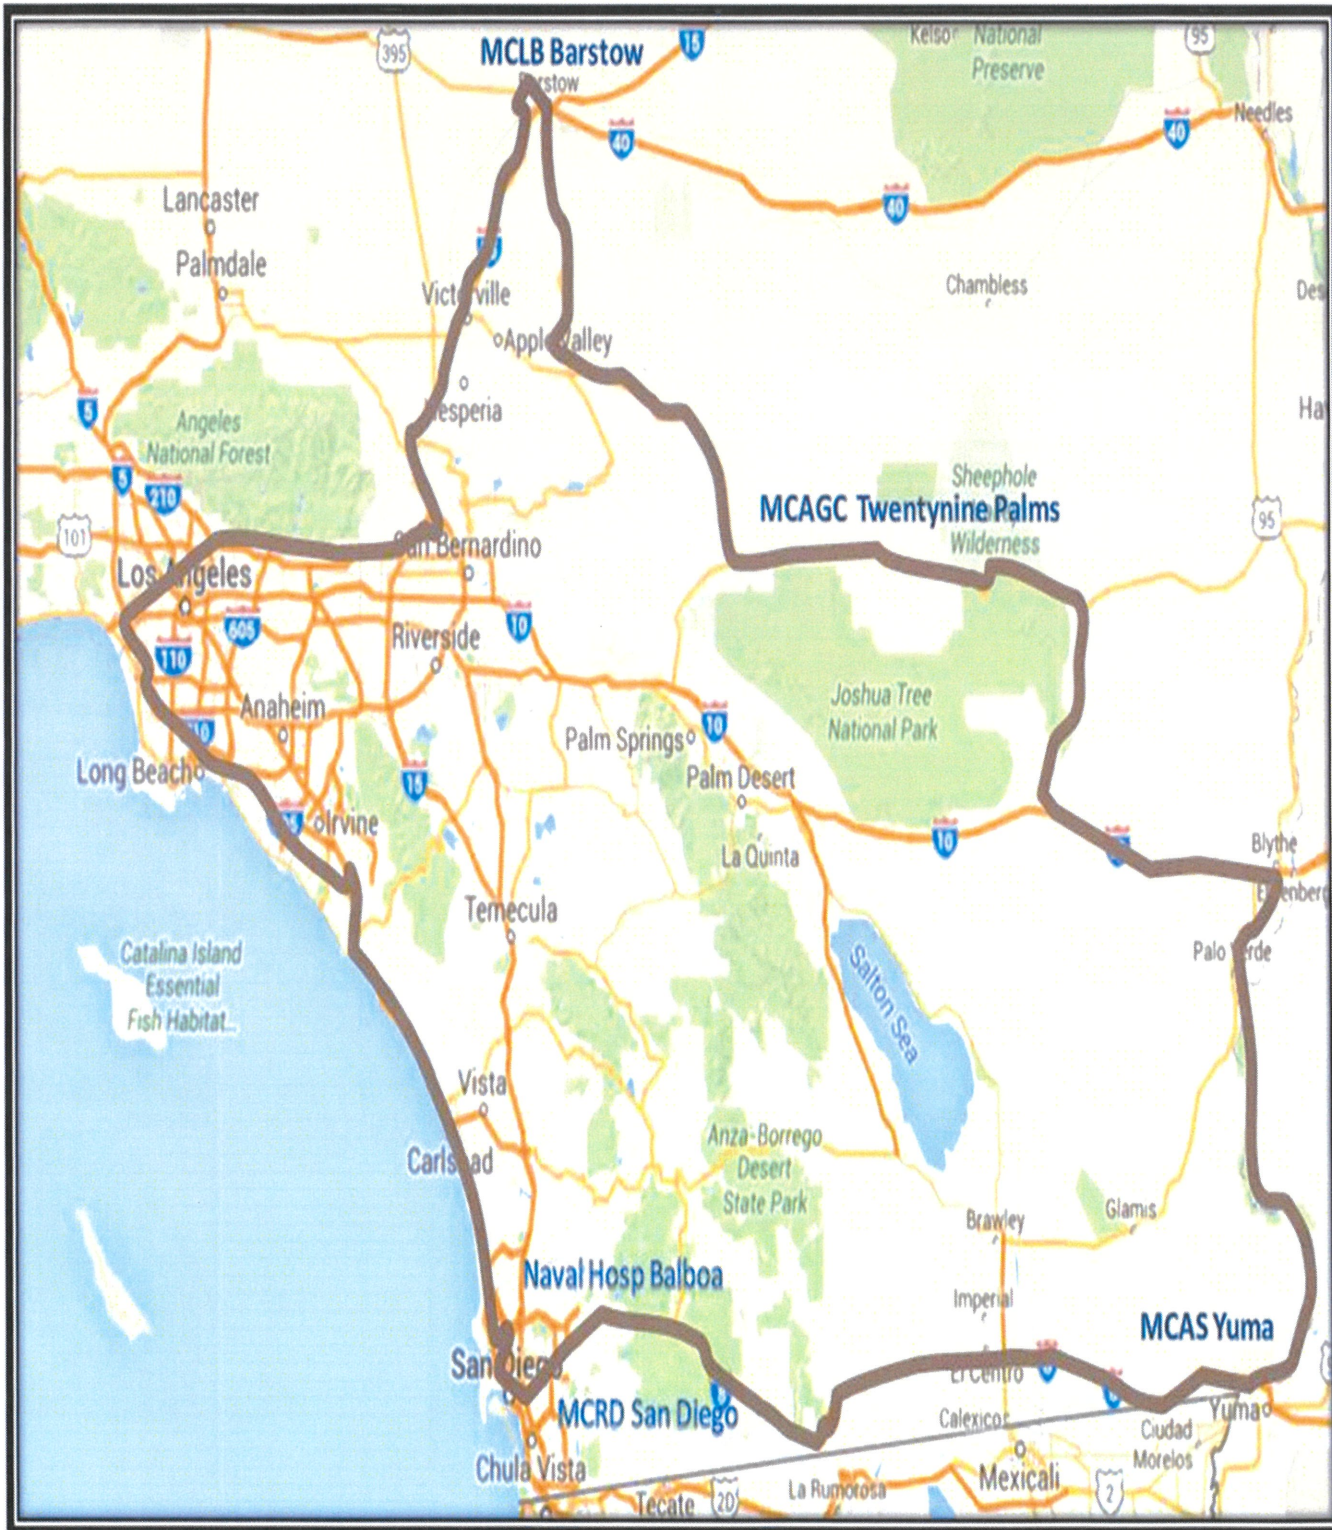 MCLB Barstow
15
395
Kelso
National
Preserve
95
Needles
40
40
40
Lancaster
Palmdale
Victorville
Apple Valley
Chambless
Hesperia
5
Angeles
National Forest
5
210
101
Sheephole
Wilderness
MCAGC Twentynine Palms
95
San Bernardino
Los Angeles
605
10
110
Riverside
Anaheim
Joshua Tree
National Park
10
Palm Springs
Palm Desert
Long Beach
15
Irvine
10
La Quinta
Blythe
Temecula
Palo Verde
Catalina Island
Essential
Fish Habitat...
Salton Sea
Vista
Carlsbad
Anza-Borrego
Desert
State Park
Brawley
Glamis
Naval Hosp Balboa
Imperial
MCAS Yuma
San Diego
El Centro
8
MCRD San Diego
Calexico
Yuma
Ciudad
Morelos
Chula Vista
Mexicali
La Rumorosa
Tecate
2D
2